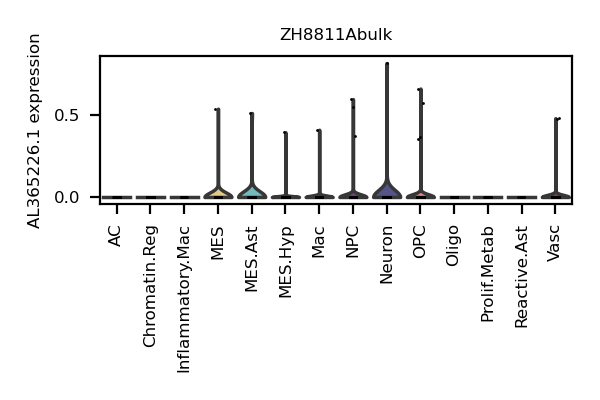 ZH8811Abulk
AL365226.1 expression
0.5
0.0
AC
Chromatin.Reg
Inflammatory.Mac
MES
MES.Ast
MES.Hyp
Mac
NPC
Neuron
OPC
Oligo
Prolif.Metab
Reactive.Ast
Vasc